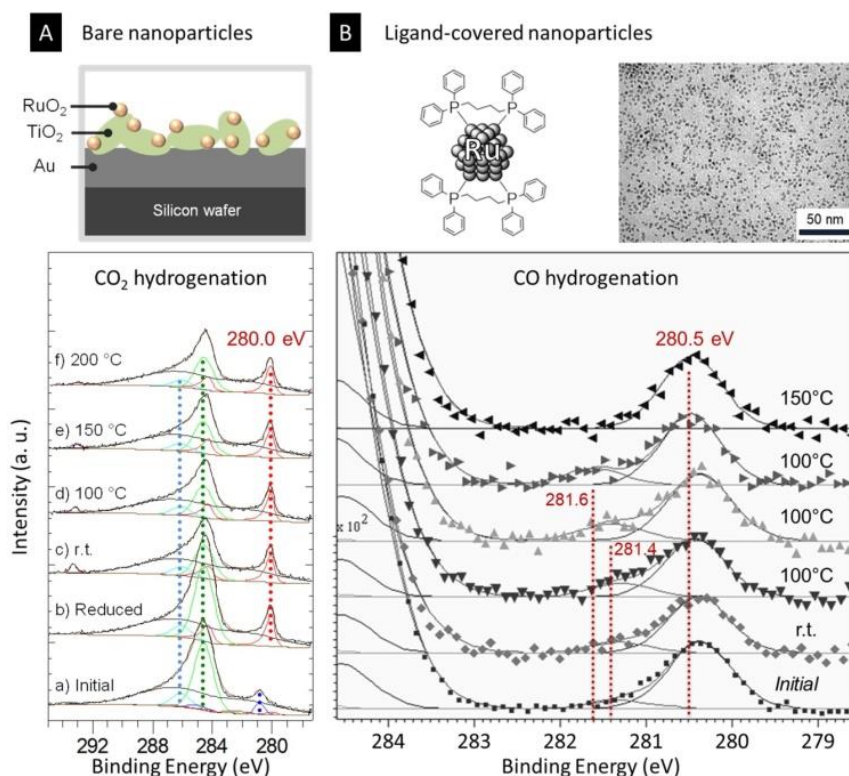 A Bare nanoparticles
B Ligand-covered nanoparticles
RuO₂
TiO₂
Au
Silicon wafer
P P
Ru
P P
50 nm
CO₂ hydrogenation
280.0 eV
f) 200 °C
e) 150 °C
d) 100 °C
c) r.t.
b) Reduced
a) Initial
Intensity (a. u.)
292 288 284 280
Binding Energy (eV)
CO hydrogenation
280.5 eV
150°C
100°C
281.6
100°C
x 10²
281.4
100°C
r.t.
Initial
284 283 282 281 280 279
Binding Energy (eV)